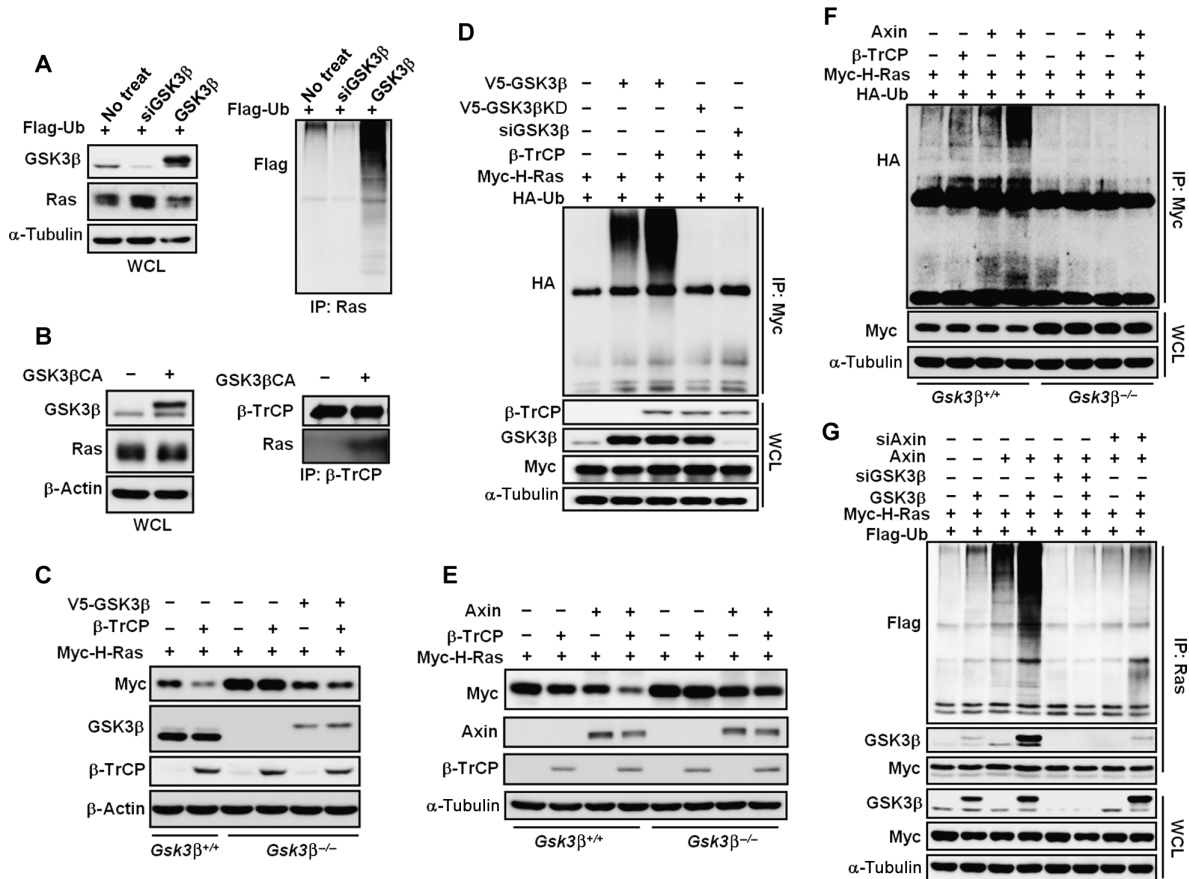 A
No treat
siGSK3β
GSK3β
Flag-Ub + + +
GSK3β
Ras
α-Tubulin
WCL
No treat
siGSK3β
GSK3β
Flag-Ub + + +
Flag
IP: Ras
B
GSK3βCA − +
GSK3β
Ras
β-Actin
WCL
GSK3βCA − +
β-TrCP
Ras
IP: β-TrCP
C
V5-GSK3β − − − − + +
β-TrCP − + − + − +
Myc-H-Ras + + + + + +
Myc
GSK3β
β-TrCP
β-Actin
Gsk3β+/+ Gsk3β−/−
D
V5-GSK3β − + + − −
V5-GSK3βKD − − − + −
siGSK3β − − − − +
β-TrCP − − + + +
Myc-H-Ras − + + + +
HA-Ub + + + + +
HA
IP: Myc
β-TrCP
GSK3β
Myc
α-Tubulin
WCL
E
Axin − − + + − − + +
β-TrCP − + − + − + − +
Myc-H-Ras + + + + + + + +
Myc
Axin
β-TrCP
α-Tubulin
Gsk3β+/+ Gsk3β−/−
F
Axin − − + + − − + +
β-TrCP − + − + − + − +
Myc-H-Ras + + + + + + + +
HA-Ub + + + + + + + +
HA
IP: Myc
Myc
α-Tubulin
WCL
Gsk3β+/+ Gsk3β−/−
G
siAxin − − − − − − + +
Axin − − + + + + + +
siGSK3β − − − − + + − −
GSK3β − + − + − + − +
Myc-H-Ras + + + + + + + +
Flag-Ub + + + + + + + +
Flag
IP: Ras
GSK3β
Myc
GSK3β
Myc
α-Tubulin
WCL